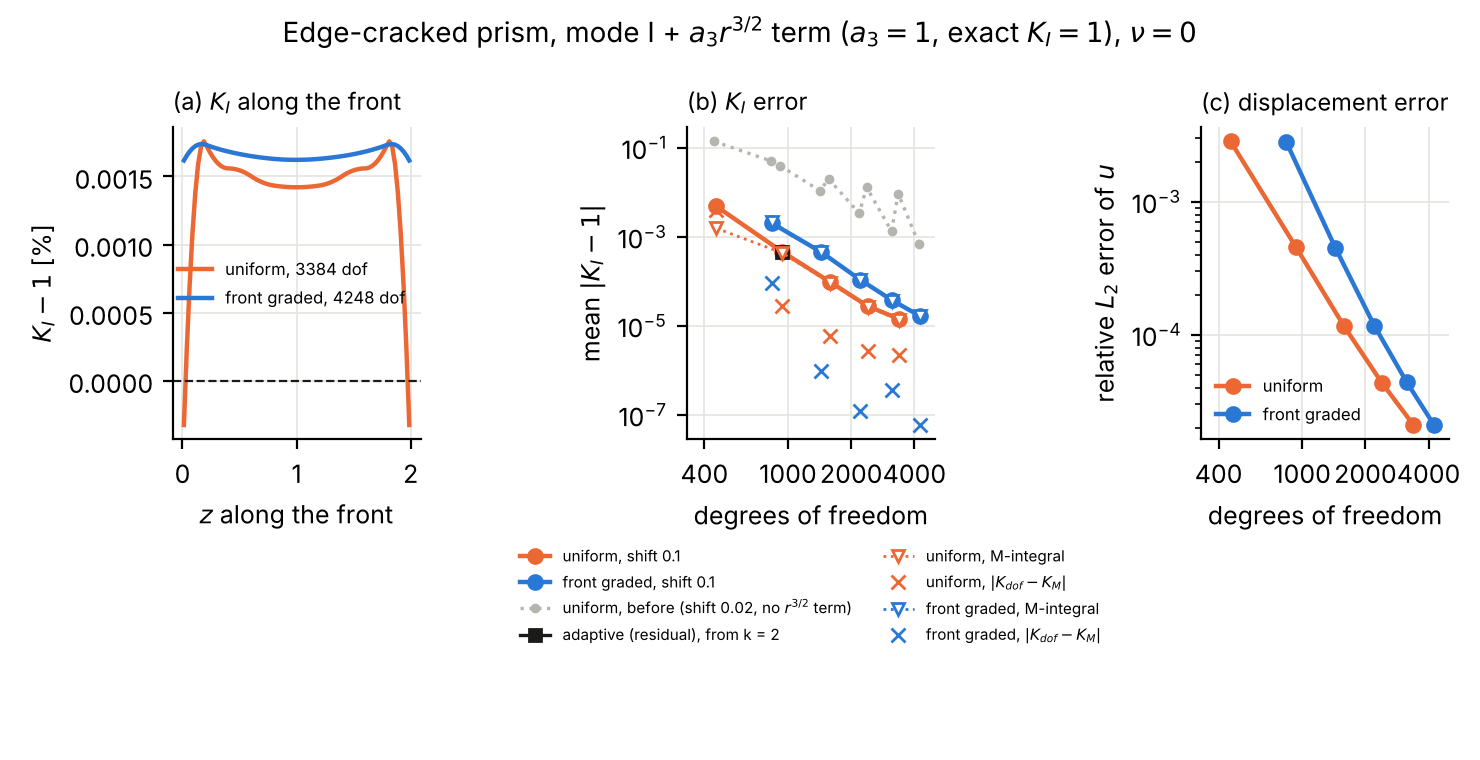 Edge-cracked prism, mode I + a₃r^{3/2} term (a₃ = 1, exact K_I = 1), ν = 0
(a) K_I along the front
K_I − 1 [%]
0.0015
0.0010
0.0005
0.0000
uniform, 3384 dof
front graded, 4248 dof
0 1 2
z along the front
(b) K_I error
mean |K_I − 1|
10⁻¹
10⁻³
10⁻⁵
10⁻⁷
400 1000 2000 4000
degrees of freedom
(c) displacement error
relative L₂ error of u
10⁻³
10⁻⁴
uniform
front graded
400 1000 2000 4000
degrees of freedom
uniform, shift 0.1
front graded, shift 0.1
uniform, before (shift 0.02, no r^{3/2} term)
adaptive (residual), from k = 2
uniform, M-integral
uniform, |K_{dof} − K_M|
front graded, M-integral
front graded, |K_{dof} − K_M|